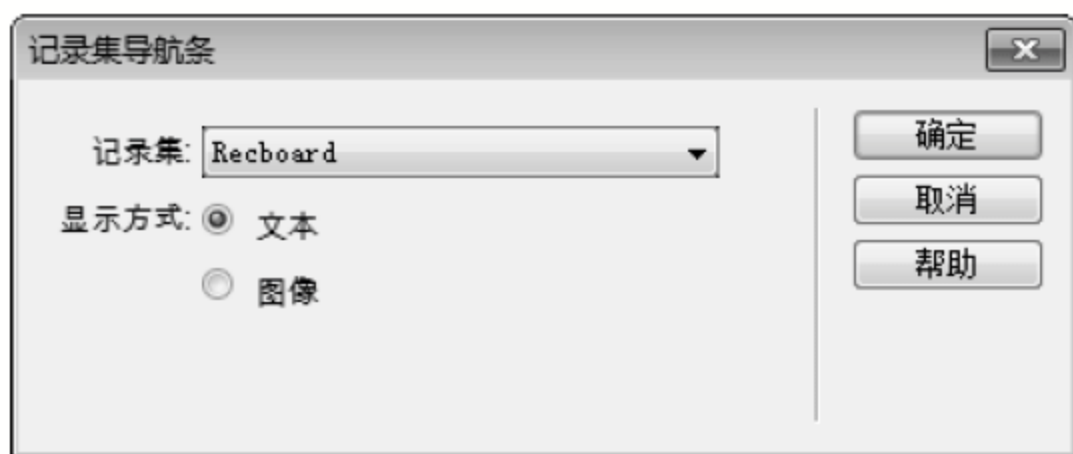 记录集导航条
记录集: Recboard
显示方式: 文本
图像
确定
取消
帮助